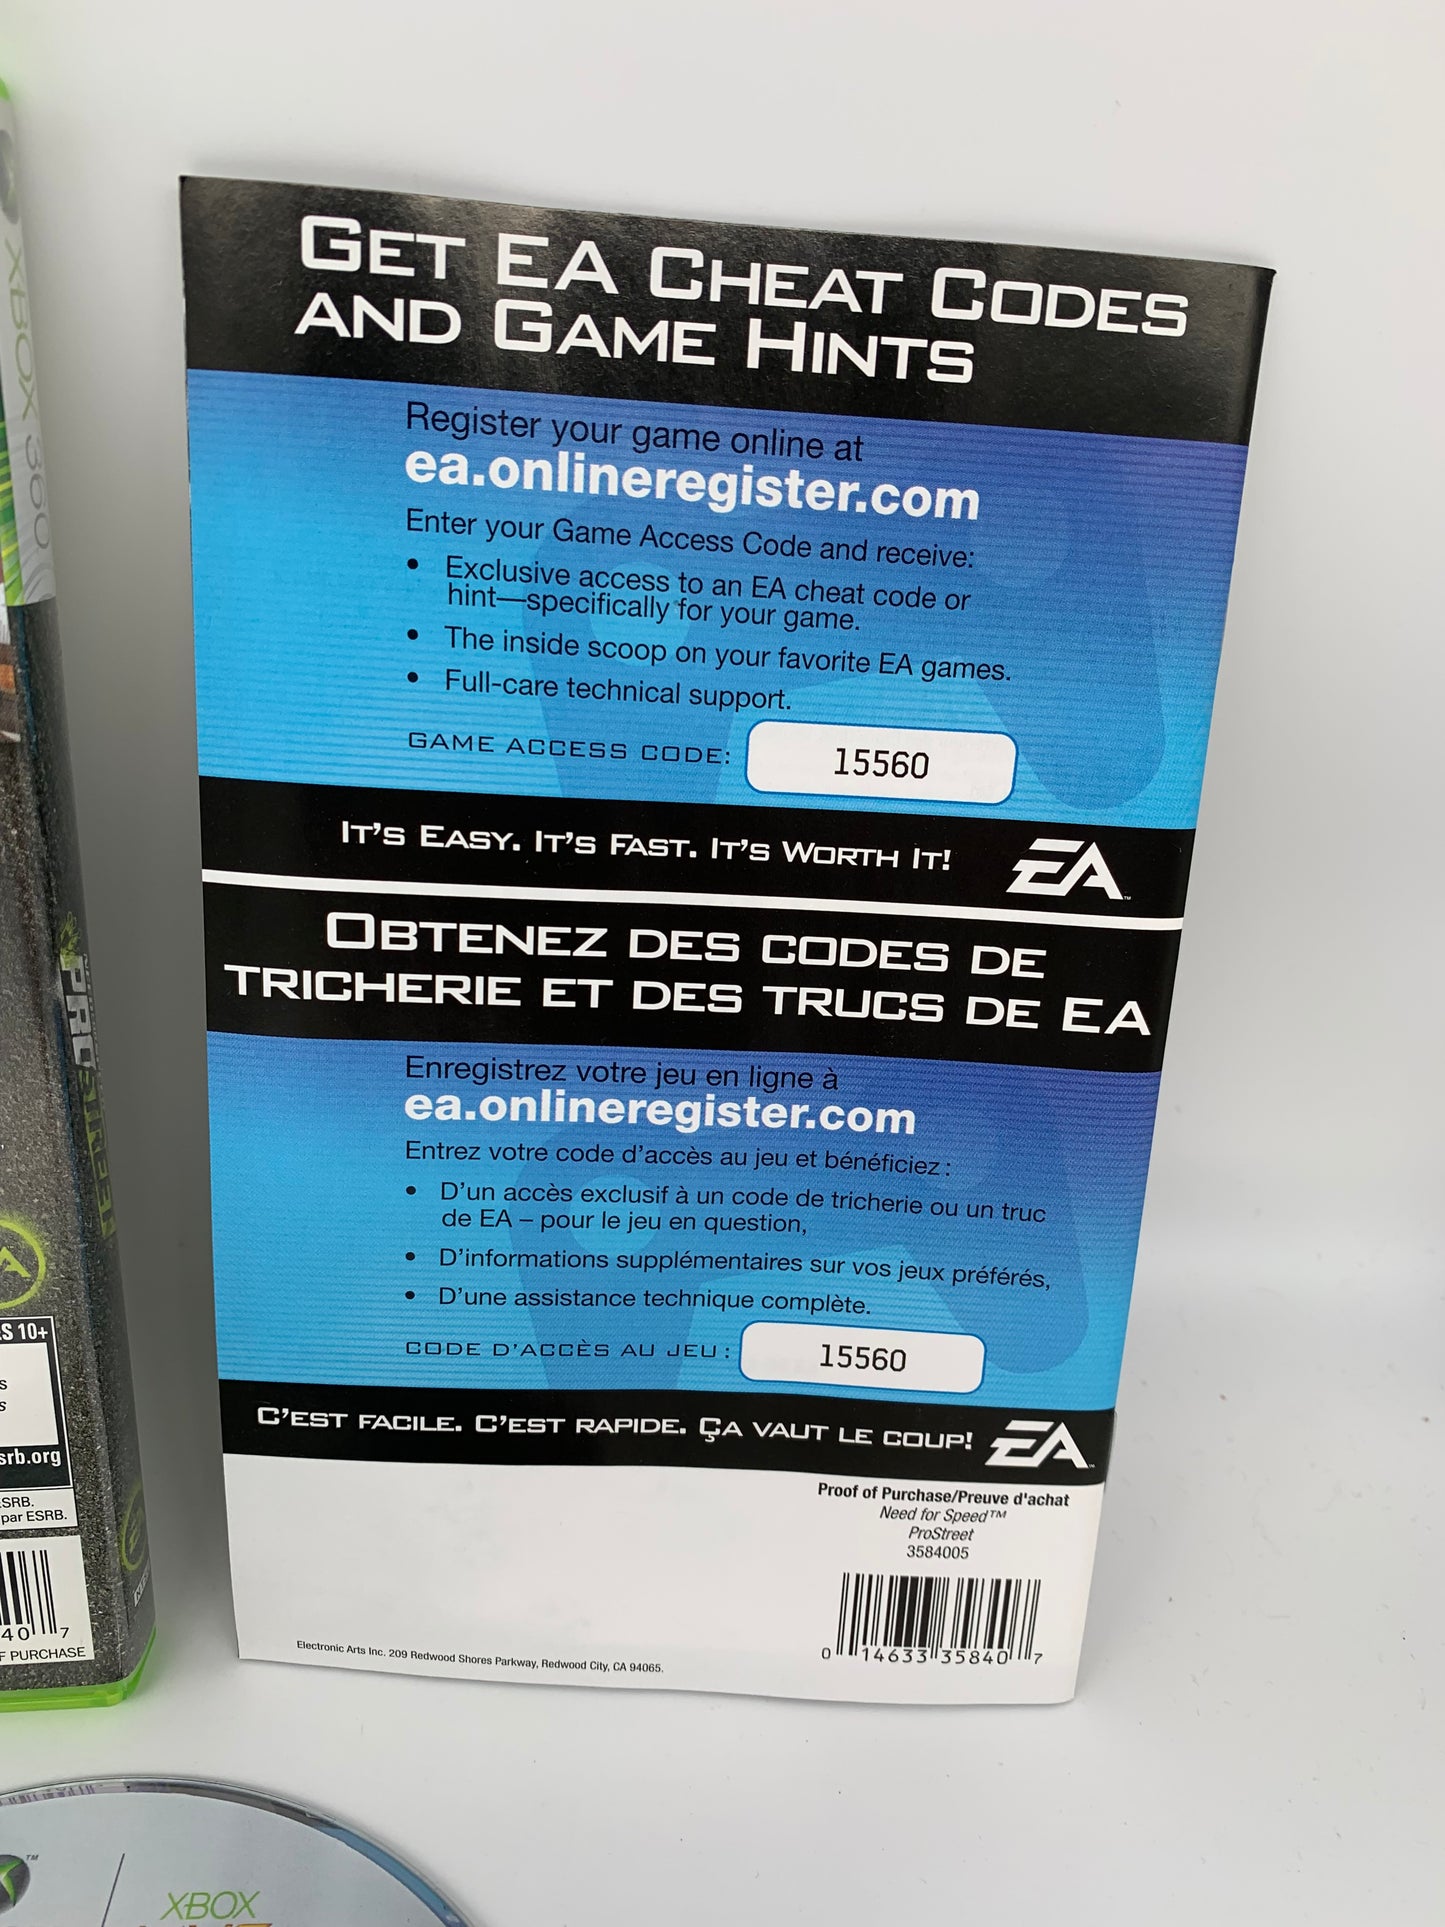 GET EA CHEAT CODES
AND GAME HINTS
Register your game online at
ea.onlineregister.com
Enter your Game Access Code and receive:
• Exclusive access to an EA cheat code or
hint—specifically for your game.
• The inside scoop on your favorite EA games.
• Full-care technical support.
GAME ACCESS CODE: 15560
IT'S EASY. IT'S FAST. IT'S WORTH IT!
EA™
OBTENEZ DES CODES DE
TRICHERIE ET DES TRUCS DE EA
Enregistrez votre jeu en ligne à
ea.onlineregister.com
Entrez votre code d'accès au jeu et bénéficiez :
• D'un accès exclusif à un code de tricherie ou un truc
de EA – pour le jeu en question,
• D'informations supplémentaires sur vos jeux préférés,
• D'une assistance technique complète.
CODE D'ACCÈS AU JEU : 15560
C'EST FACILE. C'EST RAPIDE. ÇA VAUT LE COUP!
EA™
Proof of Purchase/Preuve d'achat
Need for Speed™
ProStreet
3584005
0 14633 35840 7
Electronic Arts Inc. 209 Redwood Shores Parkway, Redwood City, CA 94065.
XBOX 360
PROSTREET
S 10+
srb.org
ESRB.
par ESRB.
40 7
F PURCHASE
™
XBOX